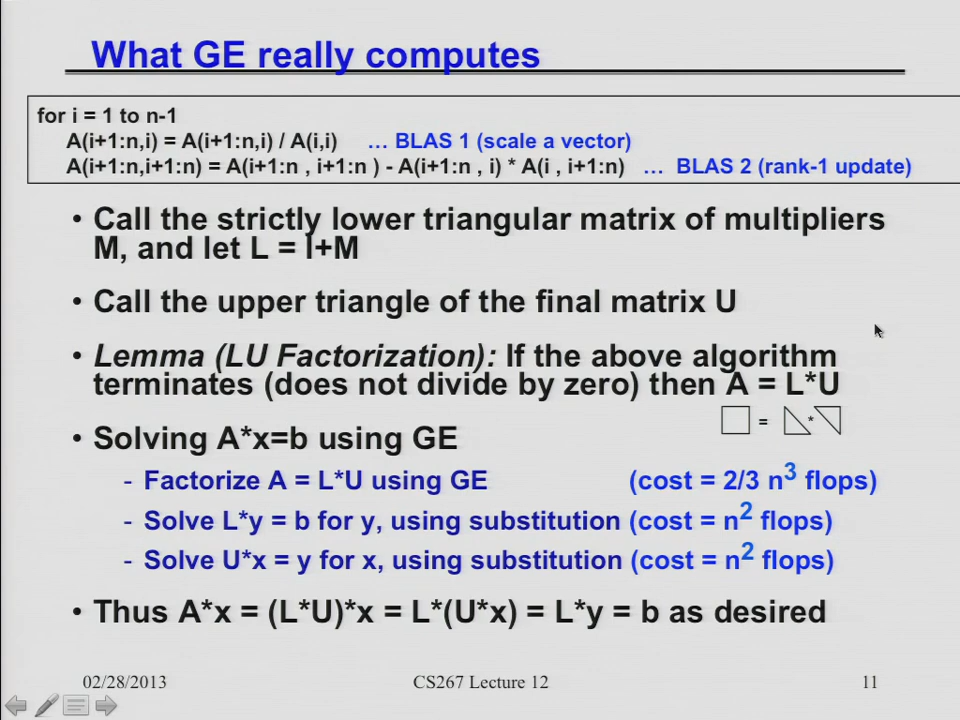 What GE really computes
for i = 1 to n-1
A(i+1:n,i) = A(i+1:n,i) / A(i,i) … BLAS 1 (scale a vector)
A(i+1:n,i+1:n) = A(i+1:n , i+1:n ) - A(i+1:n , i) * A(i , i+1:n) … BLAS 2 (rank-1 update)
• Call the strictly lower triangular matrix of multipliers
M, and let L = I+M
• Call the upper triangle of the final matrix U
• Lemma (LU Factorization): If the above algorithm
terminates (does not divide by zero) then A = L*U
= *
• Solving A*x=b using GE
- Factorize A = L*U using GE (cost = 2/3 n³ flops)
- Solve L*y = b for y, using substitution (cost = n² flops)
- Solve U*x = y for x, using substitution (cost = n² flops)
• Thus A*x = (L*U)*x = L*(U*x) = L*y = b as desired
02/28/2013 CS267 Lecture 12 11